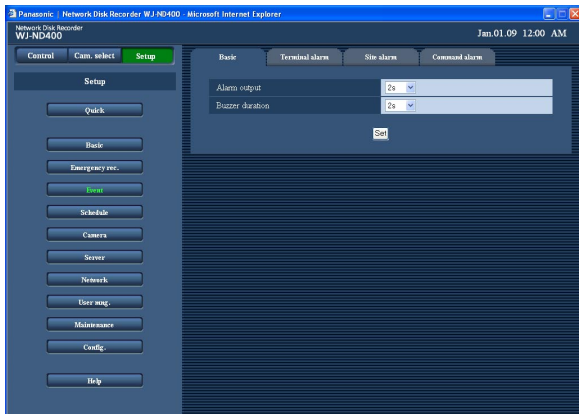 Panasonic | Network Disk Recorder WJ-ND400 - Microsoft Internet Explorer
Network Disk Recorder
WJ-ND400
Jan.01.09 12:00 AM
Control Cam. select Setup
Setup
Quick
Basic
Emergency rec.
Event
Schedule
Camera
Server
Network
User mng.
Maintenance
Config.
Help
Basic Terminal alarm Site alarm Command alarm
Alarm output 2s
Buzzer duration 2s
Set